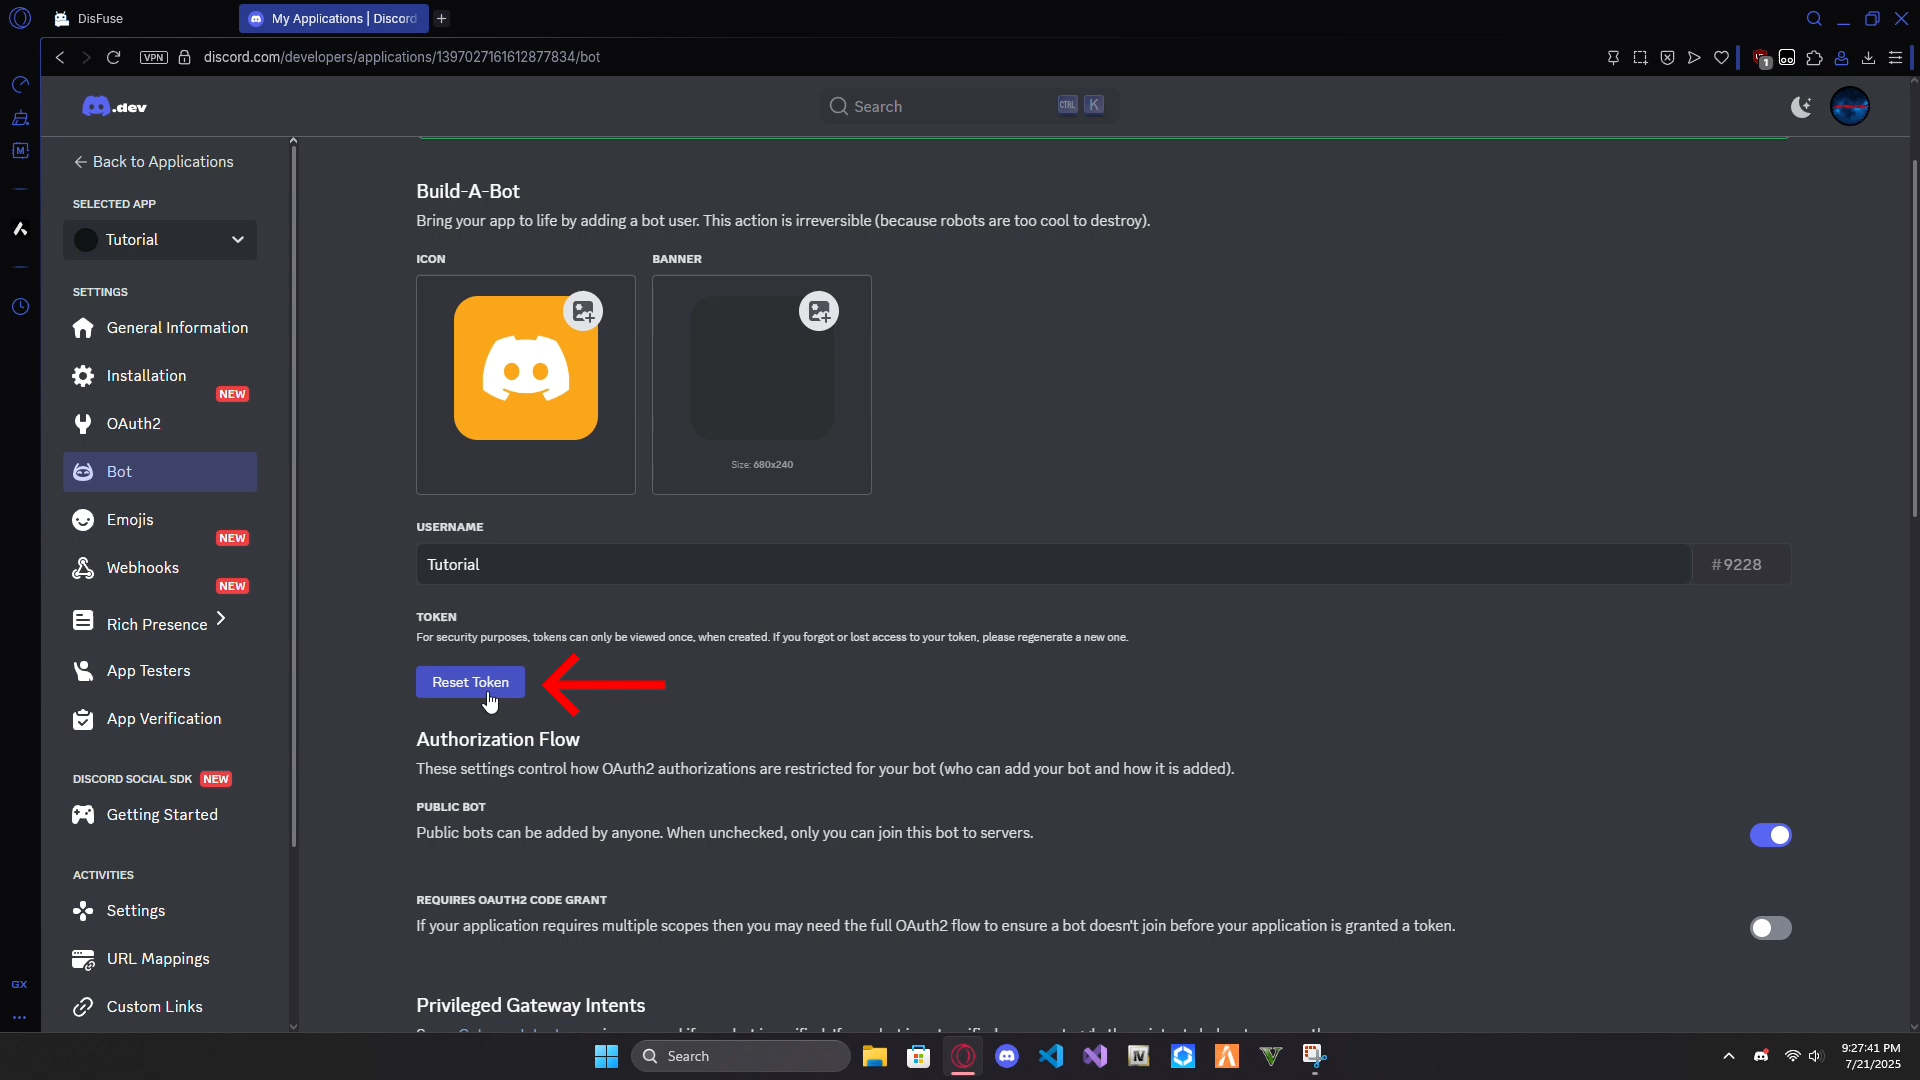 DisFuse
My Applications | Discord
VPN
discord.com/developers/applications/1397027161612877834/bot
1
.dev
Search
CTRL K
Back to Applications
SELECTED APP
Tutorial
SETTINGS
General Information
Installation
NEW
OAuth2
Bot
Emojis
NEW
Webhooks
NEW
Rich Presence
App Testers
App Verification
DISCORD SOCIAL SDK NEW
Getting Started
ACTIVITIES
Settings
URL Mappings
Custom Links
GX
Build-A-Bot
Bring your app to life by adding a bot user. This action is irreversible (because robots are too cool to destroy).
ICON
BANNER
Size: 680x240
USERNAME
Tutorial
#9228
TOKEN
For security purposes, tokens can only be viewed once, when created. If you forgot or lost access to your token, please regenerate a new one.
Reset Token
Authorization Flow
These settings control how OAuth2 authorizations are restricted for your bot (who can add your bot and how it is added).
PUBLIC BOT
Public bots can be added by anyone. When unchecked, only you can join this bot to servers.
REQUIRES OAUTH2 CODE GRANT
If your application requires multiple scopes then you may need the full OAuth2 flow to ensure a bot doesn't join before your application is granted a token.
Privileged Gateway Intents
Search
9:27:41 PM
7/21/2025